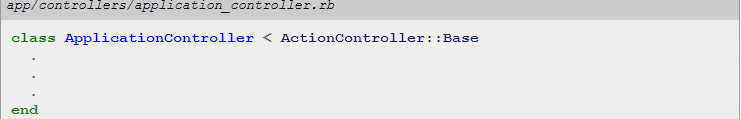 app/controllers/application_controller.rb
class ApplicationController < ActionController::Base
.
.
.
end